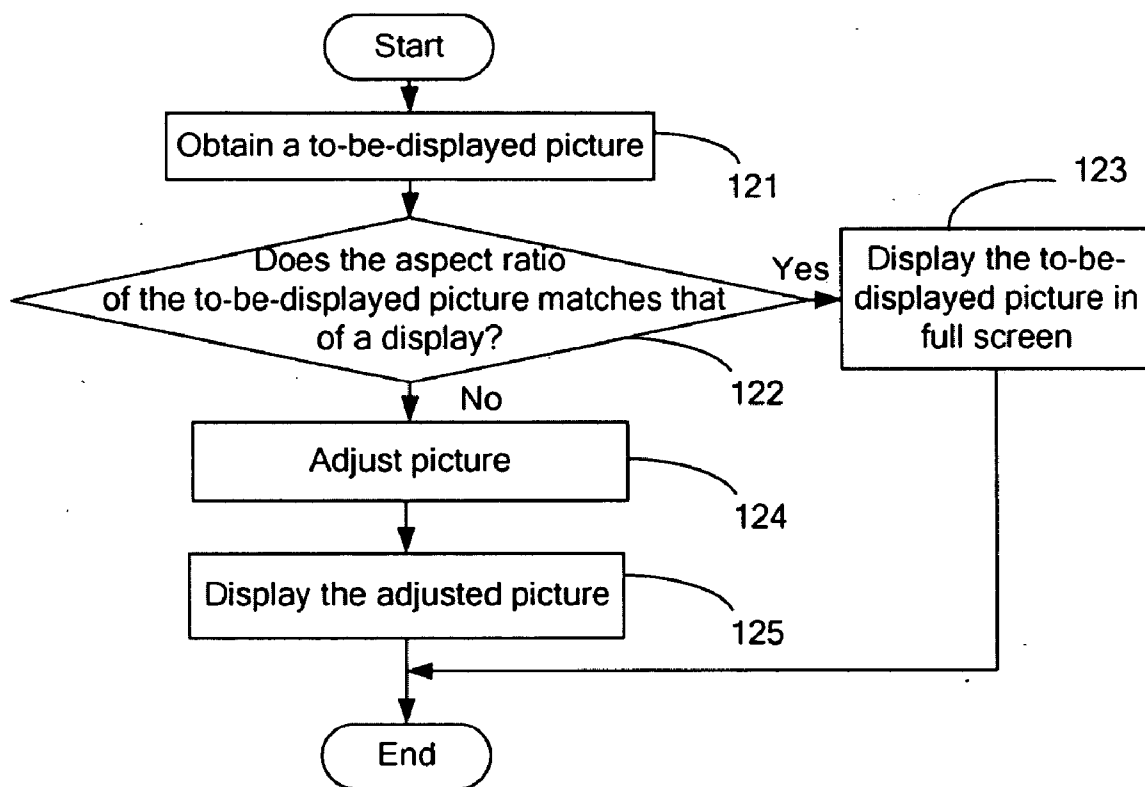 Start
Obtain a to-be-displayed picture
121
Does the aspect ratio
of the to-be-displayed picture matches that
of a display?
122
Yes
123
Display the to-be-
displayed picture in
full screen
No
Adjust picture
124
Display the adjusted picture
125
End